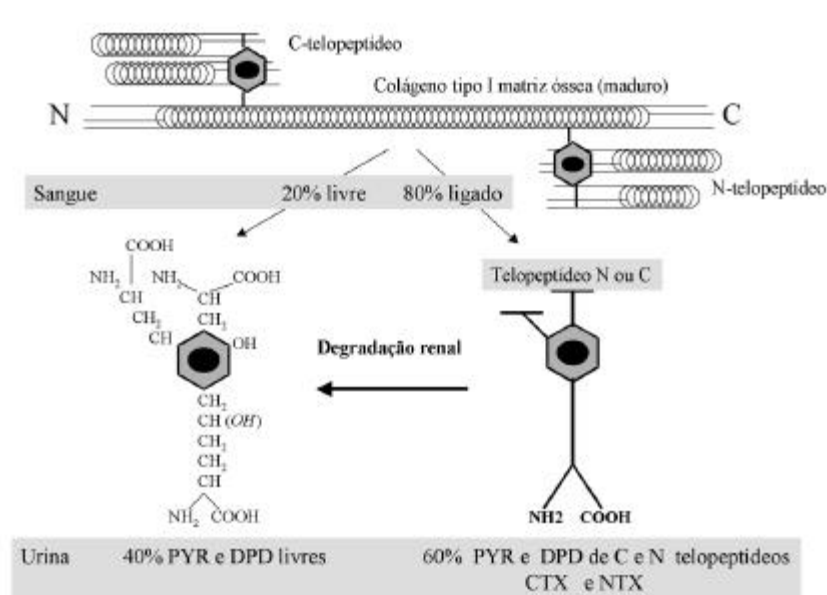 C-telopeptídeo
Colágeno tipo I matriz óssea (maduro)
N
C
N-telopeptídeo
Sangue 20% livre 80% ligado
COOH
NH2 NH2 COOH
CH CH
CH2 CH2
CH OH
Telopeptídeo N ou C
Degradação renal
CH2
CH (OH)
CH2
CH2
CH
NH2 COOH
NH2 COOH
Urina 40% PYR e DPD livres 60% PYR e DPD de C e N telopeptídeos
CTX e NTX